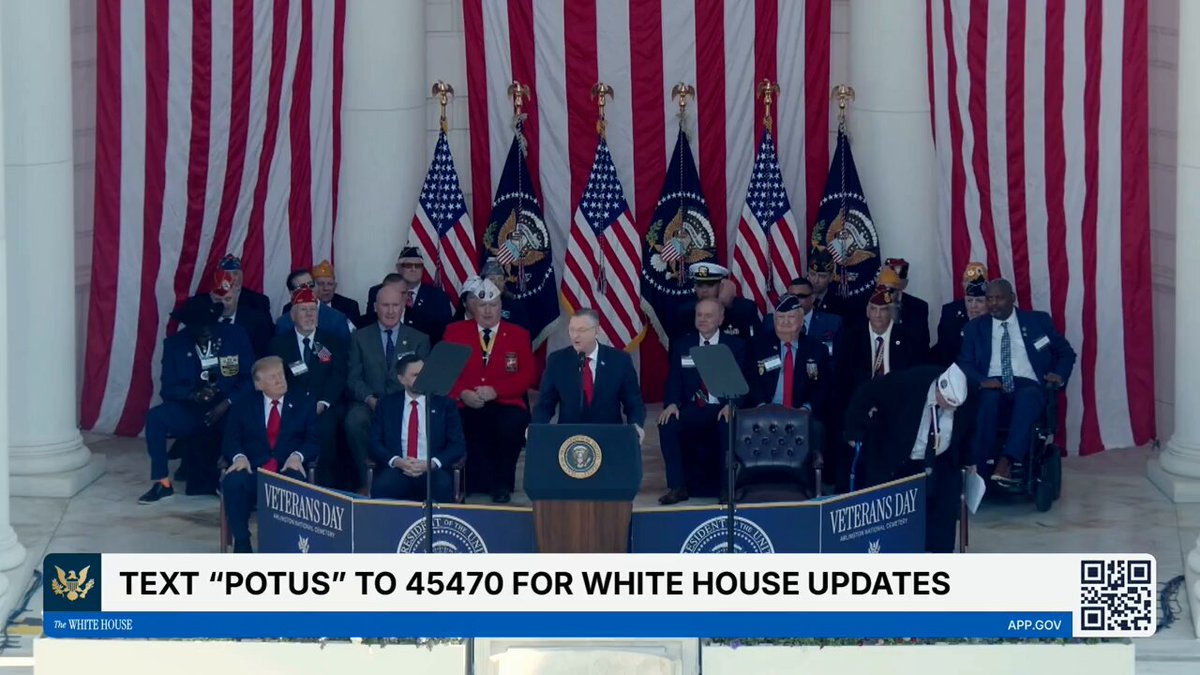 VETERANS DAY
ARLINGTON NATIONAL CEMETERY
VETERANS DAY
ARLINGTON NATIONAL CEMETERY
TEXT “POTUS” TO 45470 FOR WHITE HOUSE UPDATES
The WHITE HOUSE
APP.GOV